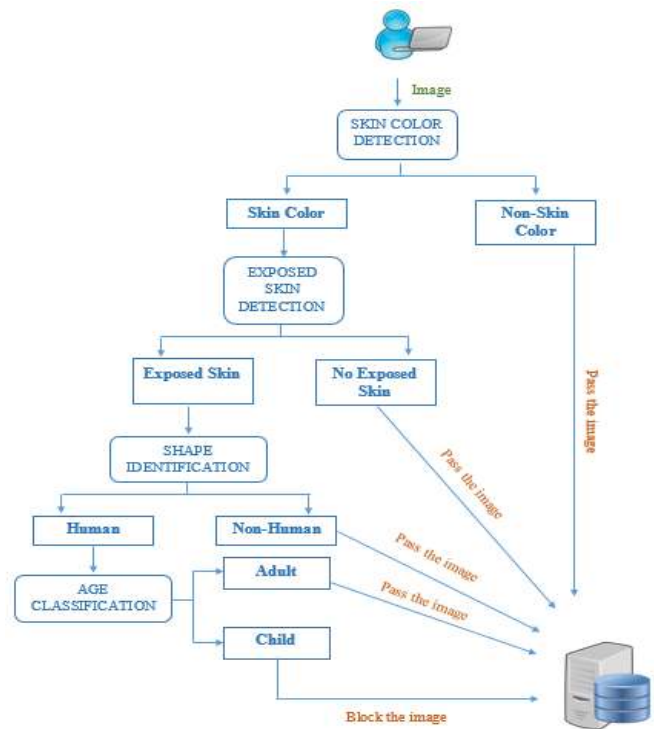 Image
SKIN COLOR
DETECTION
Skin Color
Non-Skin
Color
EXPOSED
SKIN
DETECTION
Exposed Skin
No Exposed
Skin
Pass the image
SHAPE
IDENTIFICATION
Pass the image
Human
Non-Human
Pass the image
AGE
CLASSIFICATION
Adult
Pass the image
Child
Block the image